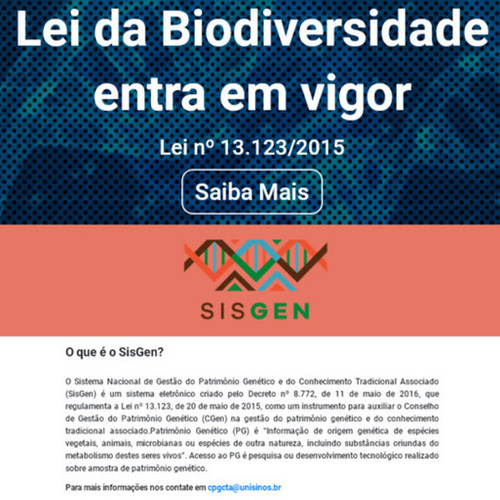 Lei da Biodiversidade
entra em vigor
Lei nº 13.123/2015
Saiba Mais
SISGEN
O que é o SisGen?
O Sistema Nacional de Gestão do Patrimônio Genético e do Conhecimento Tradicional Associado
(SisGen) é um sistema eletrônico criado pelo Decreto nº 8.772, de 11 de maio de 2016, que
regulamenta a Lei nº 13.123, de 20 de maio de 2015, como um instrumento para auxiliar o Conselho
de Gestão do Patrimônio Genético (CGen) na gestão do patrimônio genético e do conhecimento
tradicional associado.Patrimônio Genético (PG) é “Informação de origem genética de espécies
vegetais, animais, microbianas ou espécies de outra natureza, incluindo substâncias oriundas do
metabolismo destes seres vivos”. Acesso ao PG é pesquisa ou desenvolvimento tecnológico realizado
sobre amostra de patrimônio genético.
Para mais informações nos contate em cpgcta@unisinos.br